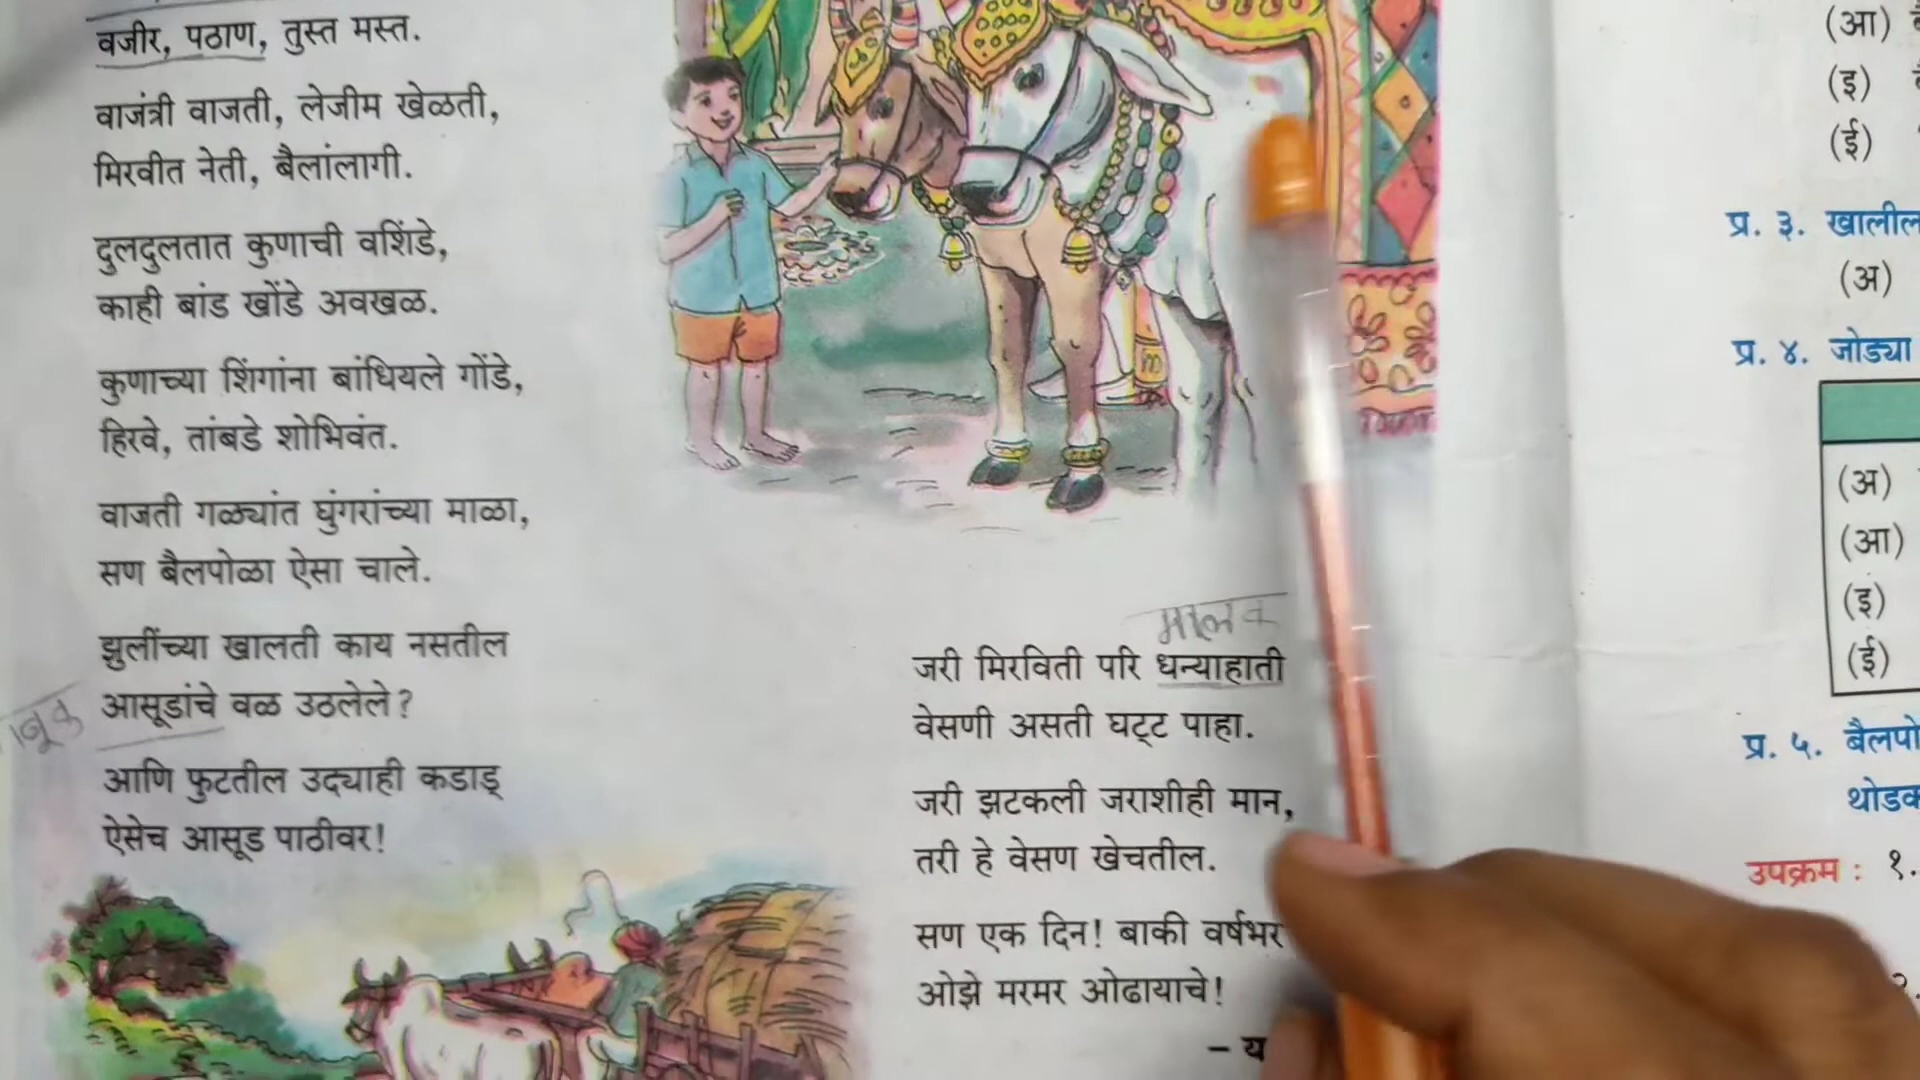 वजीर, पठाण, तुस्त मस्त.
वाजंत्री वाजती, लेजीम खेळती,
मिरवीत नेती, बैलांलागी.
दुलदुलतात कुणाची वशिंडे,
काही बांड खोंडे अवखळ.
कुणाच्या शिंगांना बांधियले गोंडे,
हिरवे, तांबडे शोभिवंत.
वाजती गळ्यांत घुंगरांच्या माळा,
सण बैलपोळा ऐसा चाले.
झुलींच्या खालती काय नसतील
आसूडांचे वळ उठलेले?
आणि फुटतील उद्याही कडाड्
ऐसेच आसूड पाठीवर!
मालक
जरी मिरविती परि धन्याहाती
वेसणी असती घट्ट पाहा.
जरी झटकली जराशीही मान,
तरी हे वेसण खेचतील.
सण एक दिन! बाकी वर्षभर
ओझे मरमर ओढायाचे!
– य
(आ)
(इ)
(ई)
प्र. ३. खालील
(अ)
प्र. ४. जोड्या
(अ)
(आ)
(इ)
(ई)
प्र. ५. बैलपो
थोडक
उपक्रम : १.